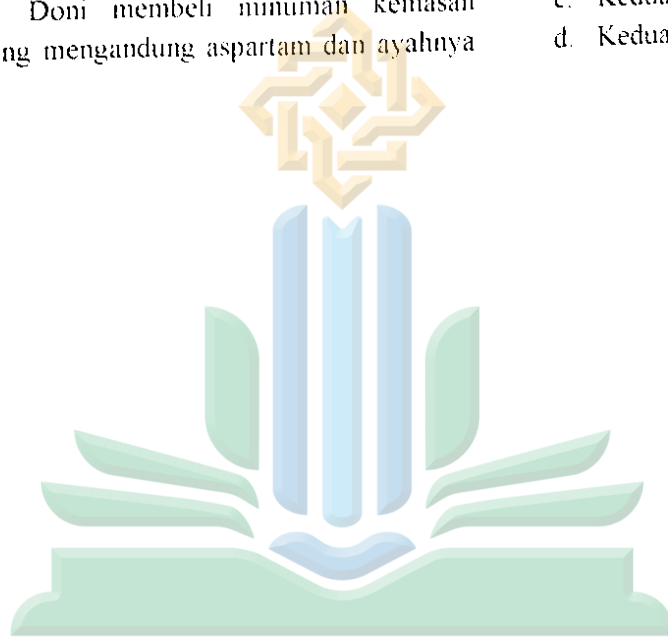 Doni membeli minuman kemasan
ng mengandung aspartam dan ayahnya
d. Kedua